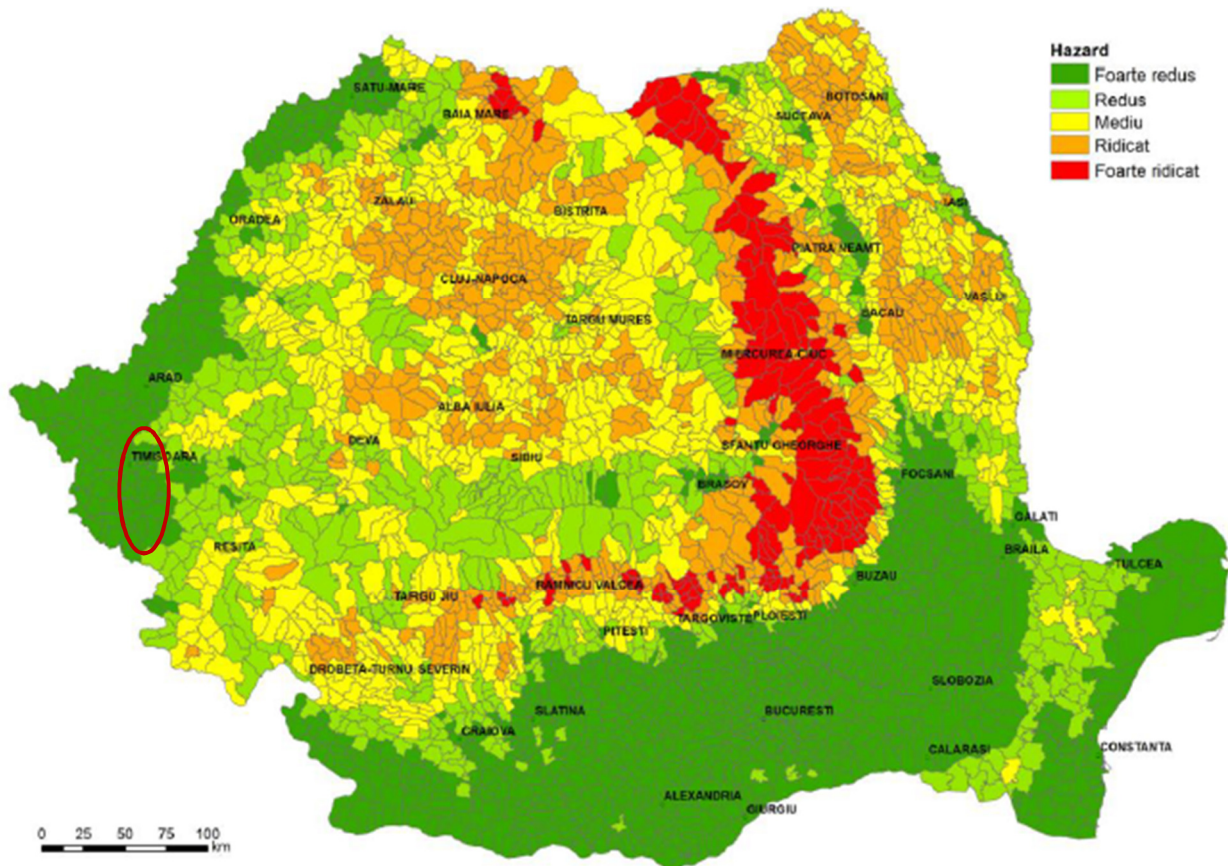 Hazard
Foarte redus
Redus
Mediu
Ridicat
Foarte ridicat
SATU-MARE
BAIA MARE
SUCEAVA
BOTOSANI
ORADEA
ZALAU
BISTRITA
IASI
PIATRA NEAMT
CLUJ-NAPOCA
TARGU MURES
BACAU
VASLUI
MIERCUREA-CIUC
ARAD
ALBA IULIA
TIMISOARA
DEVA
SIBIU
SFANTU GHEORGHE
BRASOV
FOCSANI
GALATI
RESITA
BRAILA
TULCEA
BUZAU
TARGU JIU
RAMNICU VALCEA
TARGOVISTE
PLOIESTI
PITESTI
DROBETA-TURNU SEVERIN
SLOBOZIA
SLATINA
BUCURESTI
CRAIOVA
CALARASI
CONSTANTA
ALEXANDRIA
GIURGIU
0 25 50 75 100
km